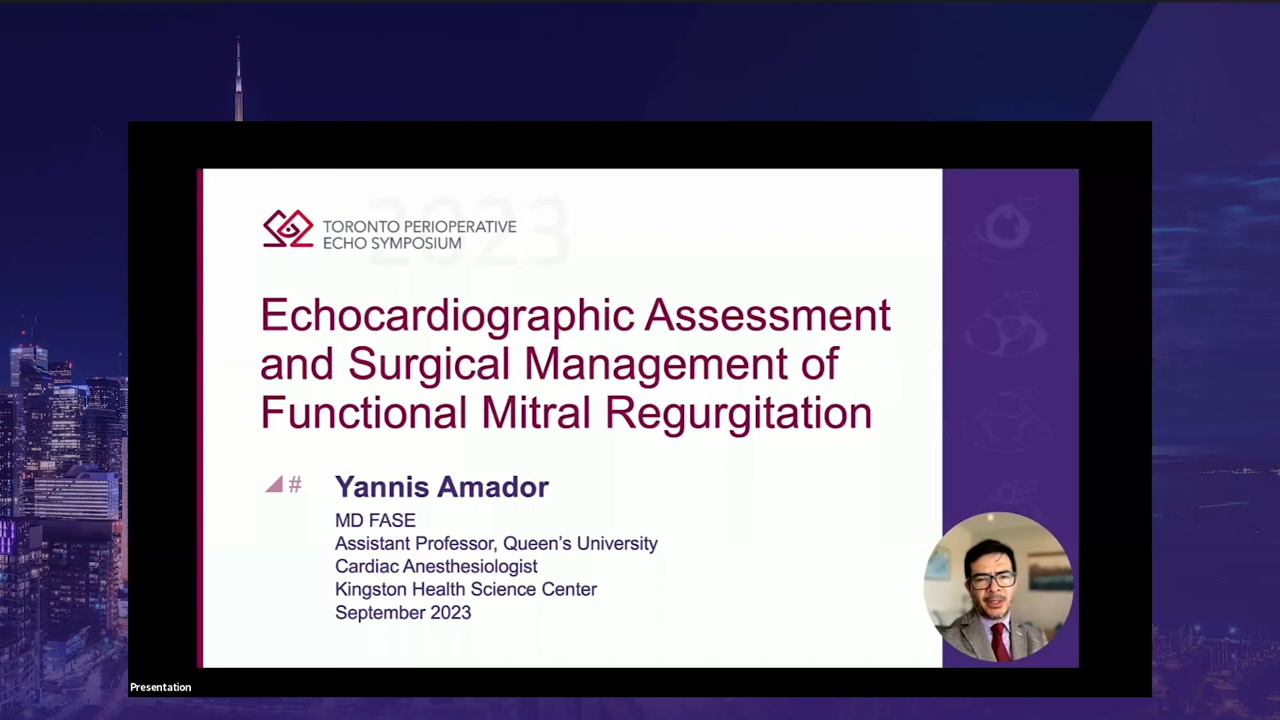 2023
TORONTO PERIOPERATIVE
ECHO SYMPOSIUM
Echocardiographic Assessment
and Surgical Management of
Functional Mitral Regurgitation
# Yannis Amador
MD FASE
Assistant Professor, Queen’s University
Cardiac Anesthesiologist
Kingston Health Science Center
September 2023
Presentation